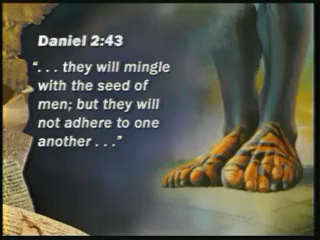 Daniel 2:43
“. . . they will mingle
with the seed of
men; but they will
not adhere to one
another . . .”